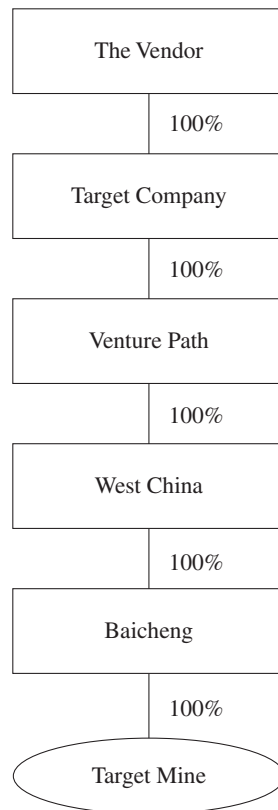 The Vendor
100%
Target Company
100%
Venture Path
100%
West China
100%
Baicheng
100%
Target Mine